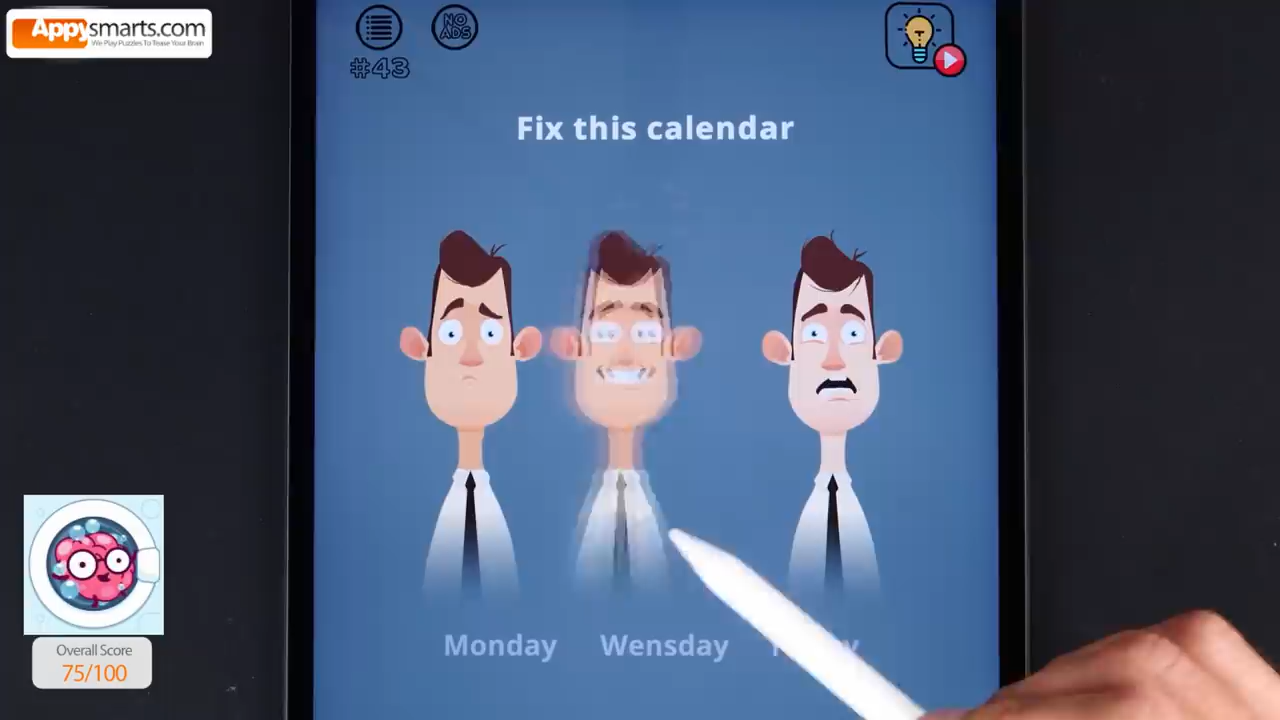 Appysmarts.com
We Play Puzzles To Tease Your Brain
NO
ADS
#43
Fix this calendar
Monday Wensday
Overall Score
75/100